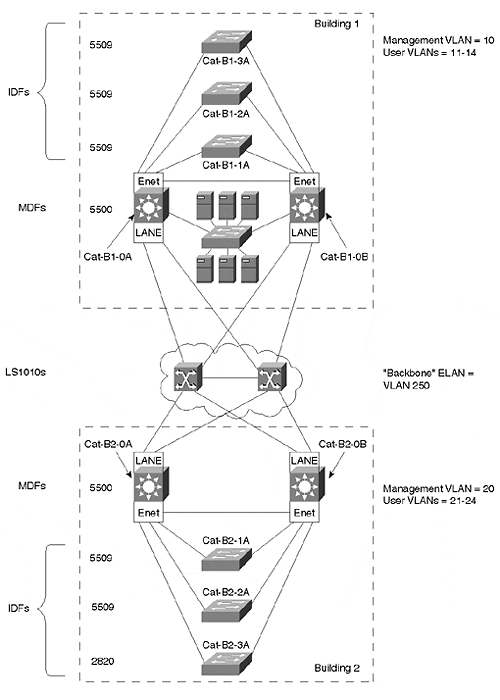 Building 1
Management VLAN = 10
User VLANs = 11-14
5509
Cat-B1-3A
IDFs
5509
Cat-B1-2A
5509
Cat-B1-1A
Enet
Enet
MDFs
5500
LANE
LANE
Cat-B1-0A
Cat-B1-0B
LS1010s
"Backbone" ELAN =
VLAN 250
Cat-B2-0A
Cat-B2-0B
LANE
LANE
MDFs
5500
Management VLAN = 20
User VLANs = 21-24
Enet
Enet
Cat-B2-1A
5509
Cat-B2-2A
IDFs
5509
Cat-B2-3A
2820
Building 2